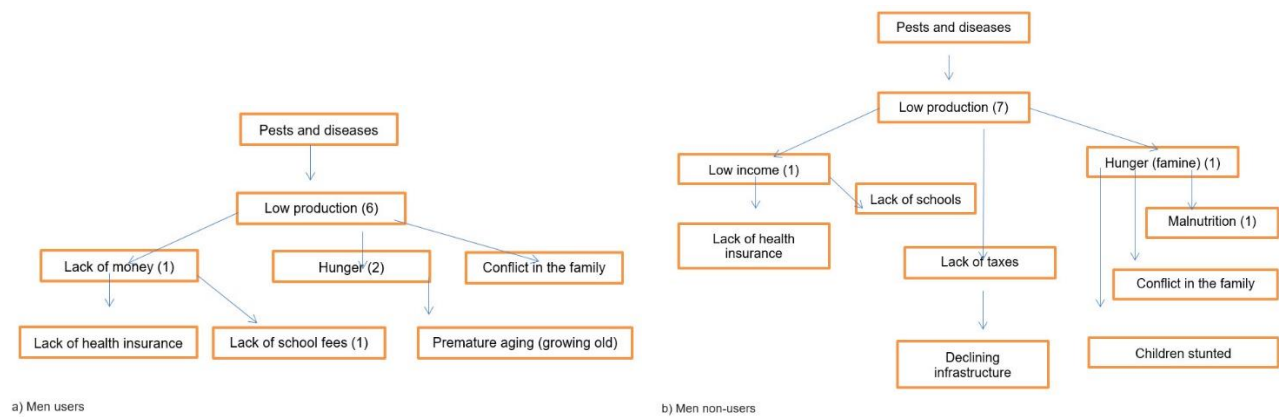 Pests and diseases
Low production (6)
Lack of money (1)
Hunger (2)
Conflict in the family
Lack of health insurance
Lack of school fees (1)
Premature aging (growing old)
a) Men users
Pests and diseases
Low production (7)
Low income (1)
Hunger (famine) (1)
Lack of schools
Malnutrition (1)
Lack of health
insurance
Lack of taxes
Conflict in the family
Declining
infrastructure
Children stunted
b) Men non-users